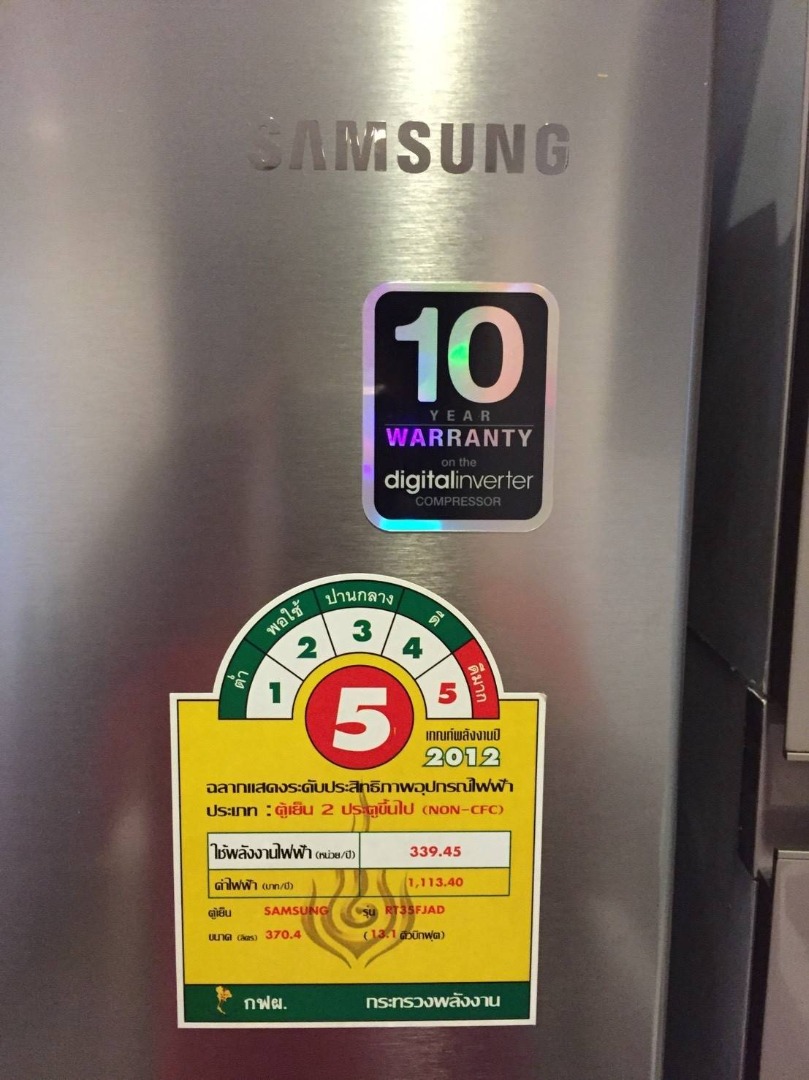 SAMSUNG
10
YEAR
WARRANTY
on the
digitalinverter
COMPRESSOR
ต่ำ พอใช้ ปานกลาง ดี ดีมาก
1 2 3 4 5
5
เกณฑ์พลังงานปี
2012
ฉลากแสดงระดับประสิทธิภาพอุปกรณ์ไฟฟ้า
ประเภท : ตู้เย็น 2 ประตูขึ้นไป (NON-CFC)
ใช้พลังงานไฟฟ้า (หน่วย/ปี) 339.45
ค่าไฟฟ้า (บาท/ปี) 1,113.40
ตู้เย็น SAMSUNG รุ่น RT35FJAD
ขนาด (ลิตร) 370.4 (13.1 คิวบิกฟุต)
กฟผ. กระทรวงพลังงาน